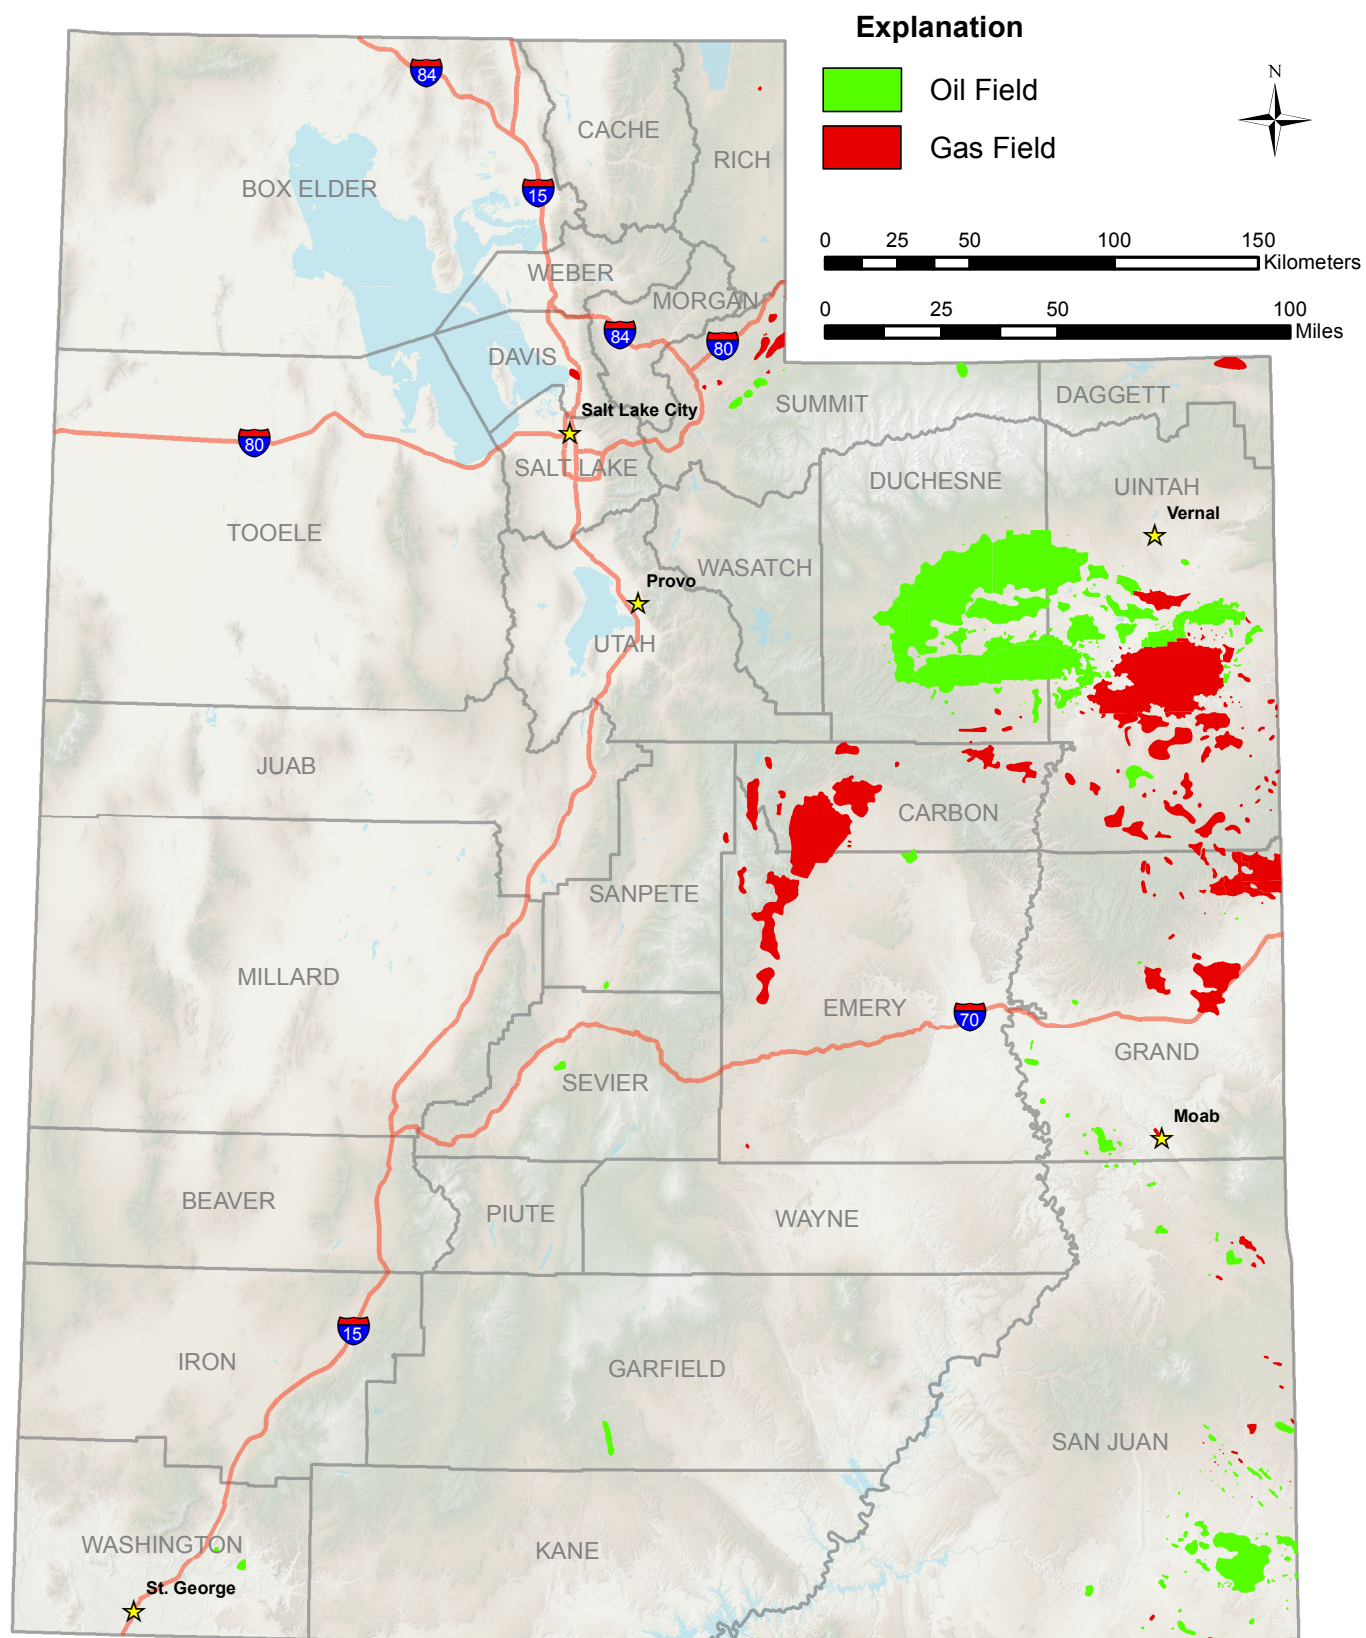 Explanation
Oil Field
Gas Field
N
0 25 50 100 150
Kilometers
0 25 50 100
Miles
84
CACHE
RICH
BOX ELDER
15
WEBER
MORGAN
84
80
DAVIS
Salt Lake City
SUMMIT
DAGGETT
80
SALT LAKE
DUCHESNE
UINTAH
Vernal
TOOELE
WASATCH
Provo
UTAH
JUAB
CARBON
SANPETE
MILLARD
EMERY
70
GRAND
SEVIER
Moab
BEAVER
PIUTE
WAYNE
15
IRON
GARFIELD
SAN JUAN
WASHINGTON
KANE
St. George